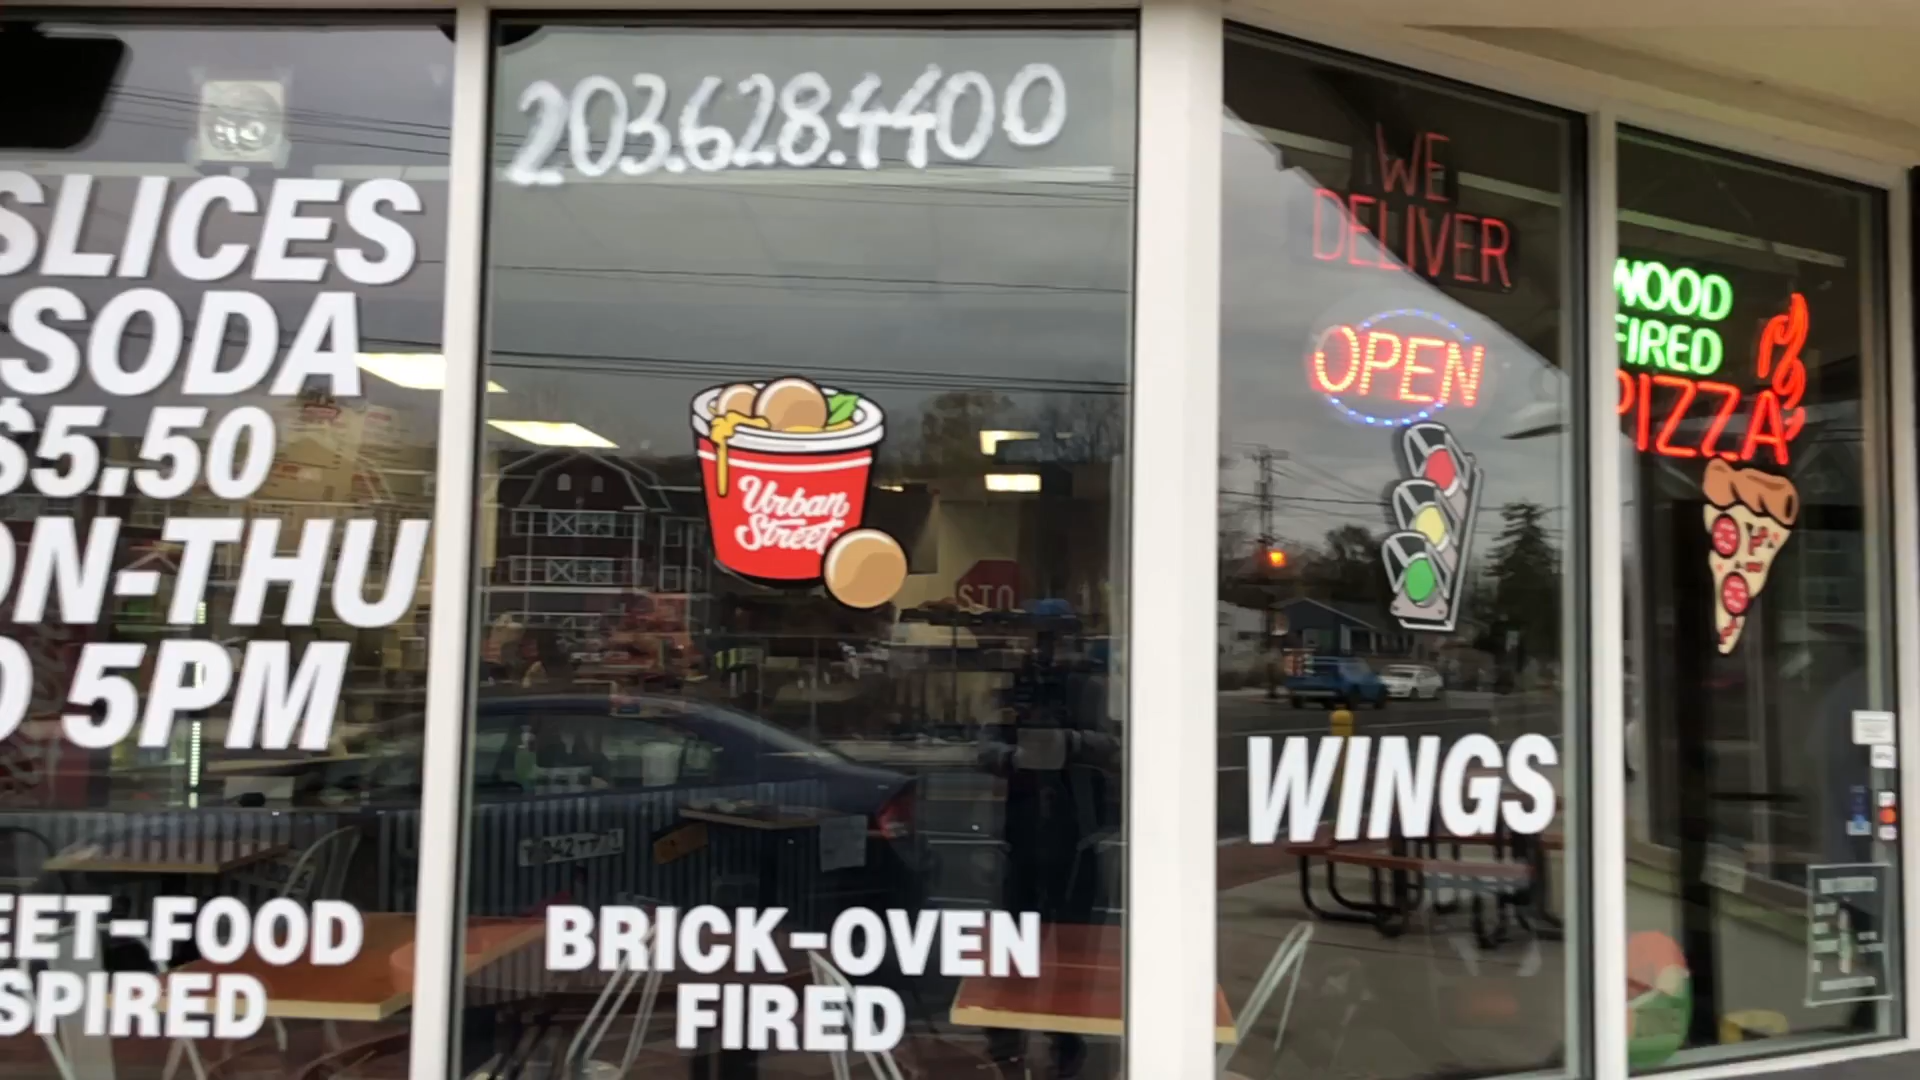 SLICES
SODA
$5.50
ON-THU
5PM
EET-FOOD
SPIRED
203.628.4400
Urban
Street
STO
BRICK-OVEN
FIRED
WE
DELIVER
OPEN
WINGS
WOOD
FIRED
PIZZA